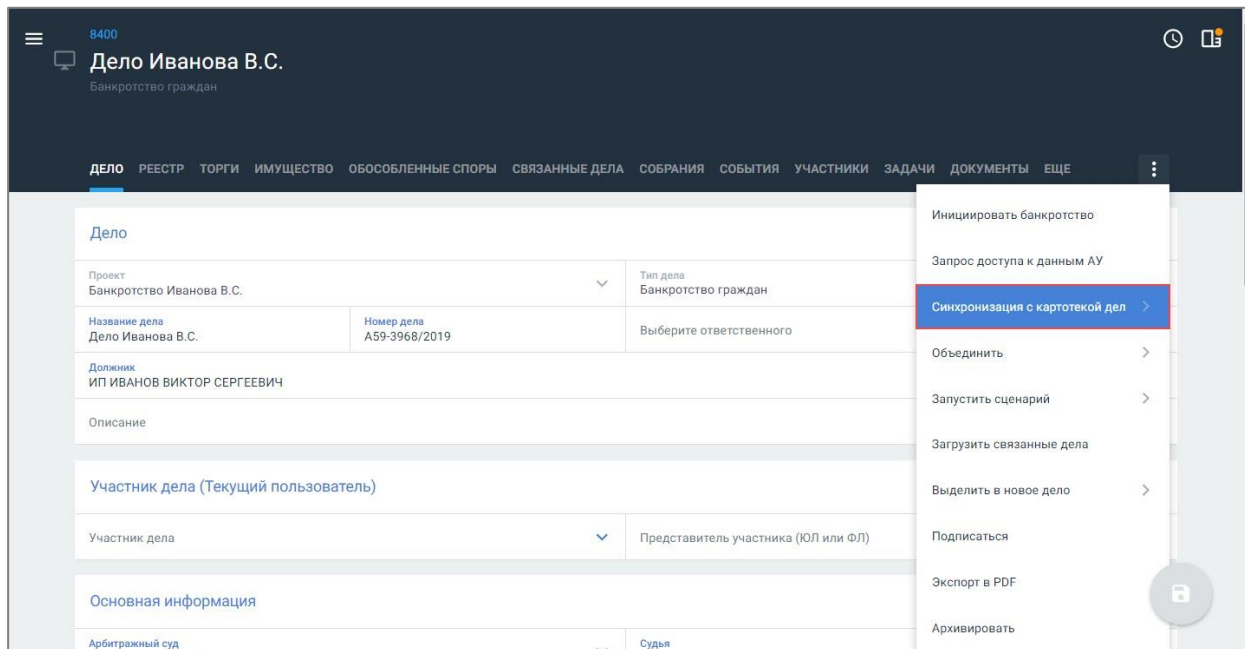 8400
Дело Иванова В.С.
Банкротство граждан
ДЕЛО РЕЕСТР ТОРГИ ИМУЩЕСТВО ОБОСОБЛЕННЫЕ СПОРЫ СВЯЗАННЫЕ ДЕЛА СОБРАНИЯ СОБЫТИЯ УЧАСТНИКИ ЗАДАЧИ ДОКУМЕНТЫ ЕЩЕ
Дело
Проект
Банкротство Иванова В.С.
Тип дела
Банкротство граждан
Название дела
Дело Иванова В.С.
Номер дела
А59-3968/2019
Выберите ответственного
Должник
ИП ИВАНОВ ВИКТОР СЕРГЕЕВИЧ
Описание
Участник дела (Текущий пользователь)
Участник дела
Представитель участника (ЮЛ или ФЛ)
Основная информация
Арбитражный суд
Судья
Инициировать банкротство
Запрос доступа к данным АУ
Синхронизация с картотекой дел
Объединить
Запустить сценарий
Загрузить связанные дела
Выделить в новое дело
Подписаться
Экспорт в PDF
Архивировать